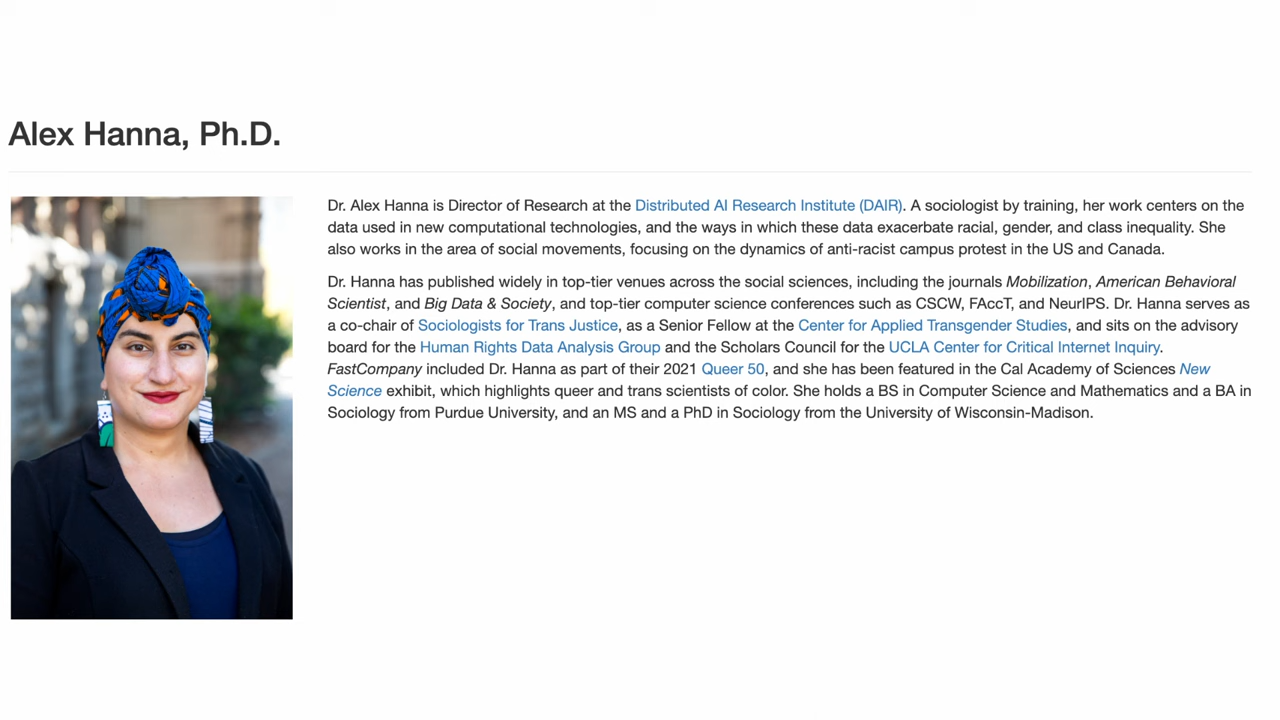 Alex Hanna, Ph.D.
Dr. Alex Hanna is Director of Research at the Distributed AI Research Institute (DAIR). A sociologist by training, her work centers on the
data used in new computational technologies, and the ways in which these data exacerbate racial, gender, and class inequality. She
also works in the area of social movements, focusing on the dynamics of anti-racist campus protest in the US and Canada.
Dr. Hanna has published widely in top-tier venues across the social sciences, including the journals Mobilization, American Behavioral
Scientist, and Big Data & Society, and top-tier computer science conferences such as CSCW, FAccT, and NeurIPS. Dr. Hanna serves as
a co-chair of Sociologists for Trans Justice, as a Senior Fellow at the Center for Applied Transgender Studies, and sits on the advisory
board for the Human Rights Data Analysis Group and the Scholars Council for the UCLA Center for Critical Internet Inquiry.
FastCompany included Dr. Hanna as part of their 2021 Queer 50, and she has been featured in the Cal Academy of Sciences New
Science exhibit, which highlights queer and trans scientists of color. She holds a BS in Computer Science and Mathematics and a BA in
Sociology from Purdue University, and an MS and a PhD in Sociology from the University of Wisconsin-Madison.